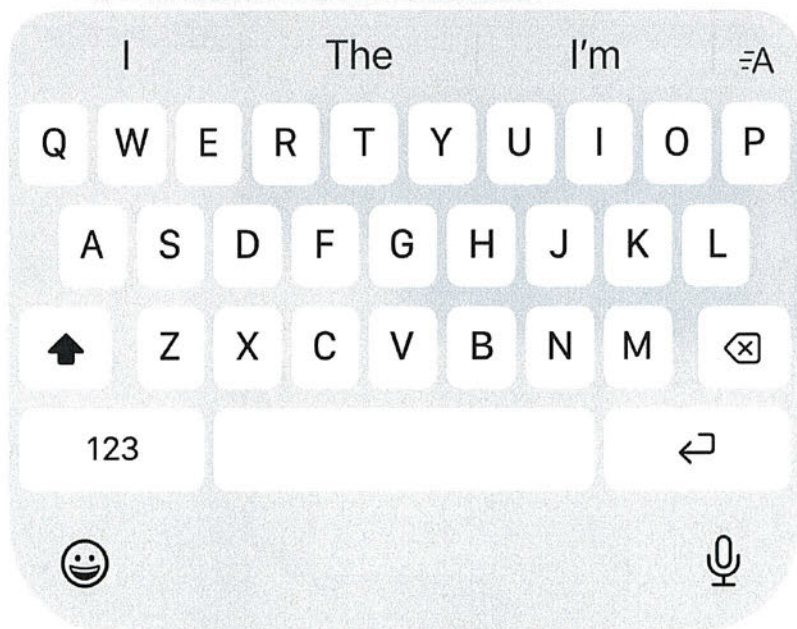 I The I'm A
Q W E R T Y U I O P
A S D F G H J K L
Z X C V B N M
123